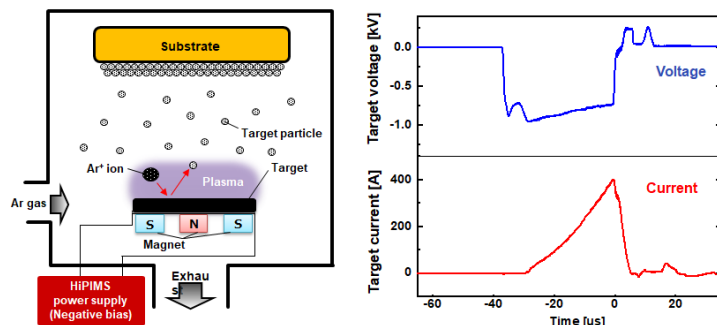 Substrate
Target particle
Ar⁺ ion
Target
Plasma
Ar gas
S
N
S
Magnet
HiPIMS
power supply
(Negative bias)
Exhau
st
Target voltage [kV]
0.0
-0.5
-1.0
Voltage
Target current [A]
400
200
0
Current
-60
-40
-20
0
20
Time [us]